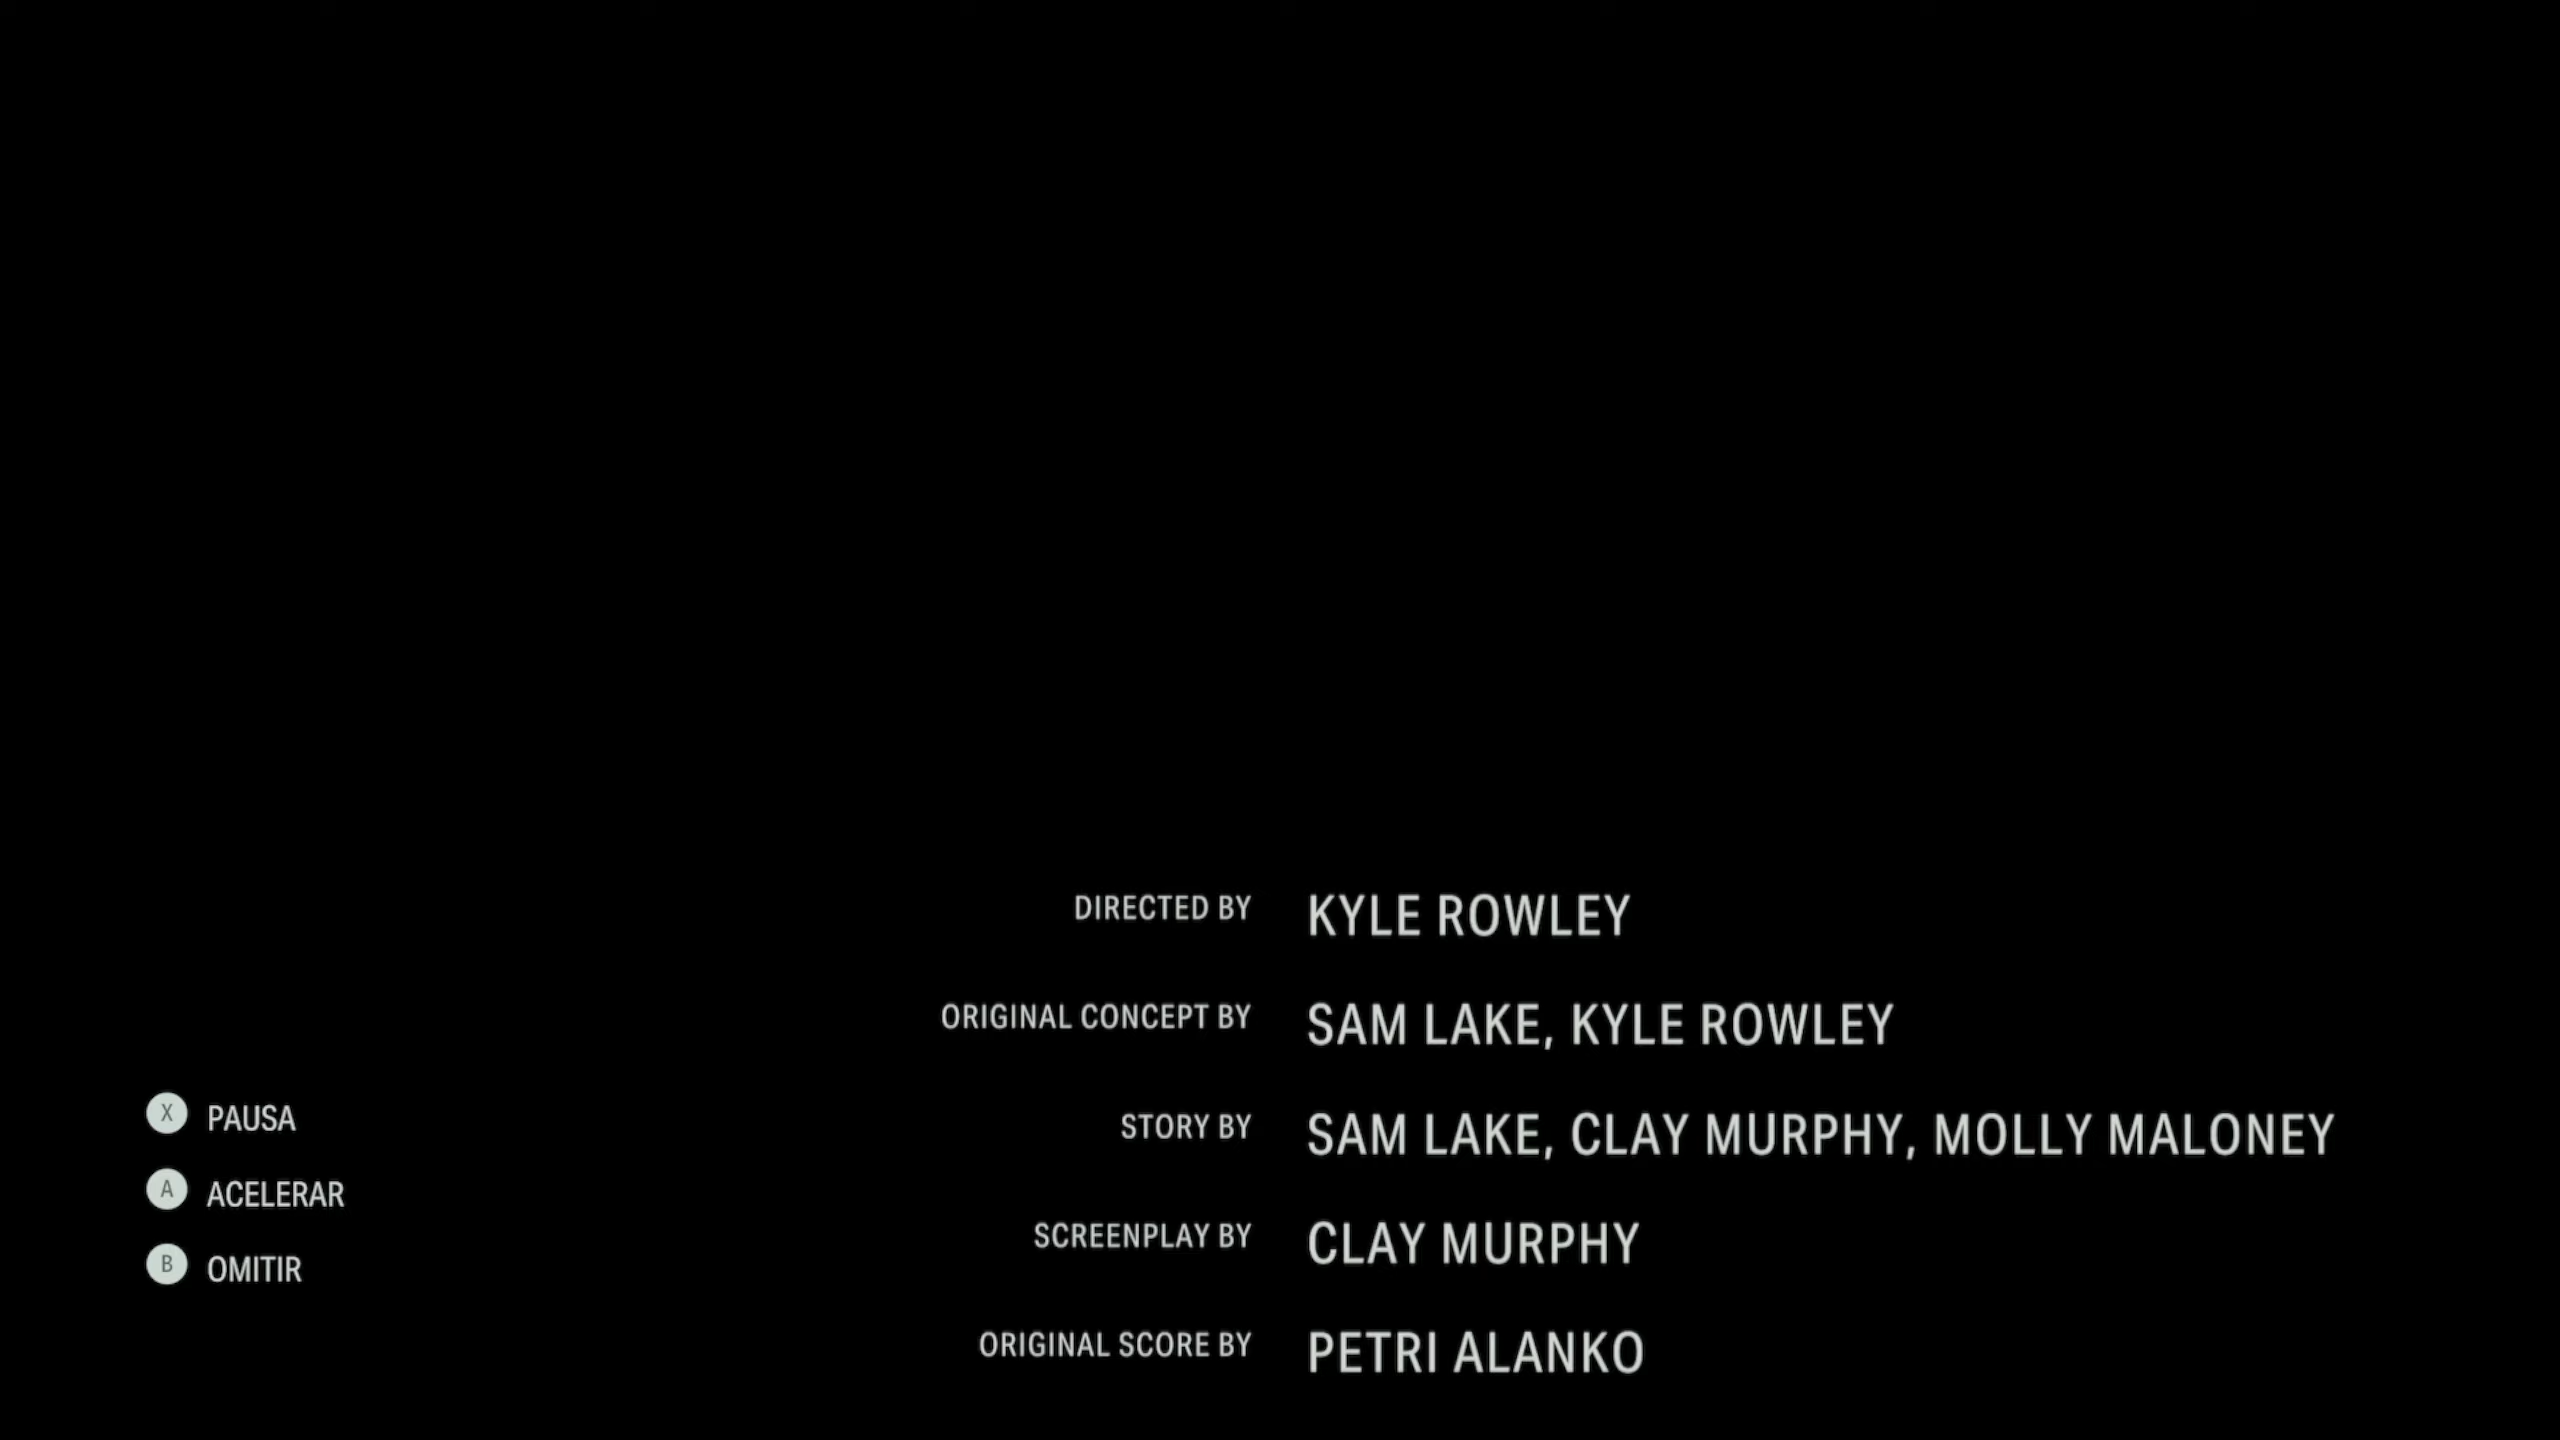 DIRECTED BY KYLE ROWLEY
ORIGINAL CONCEPT BY SAM LAKE, KYLE ROWLEY
STORY BY SAM LAKE, CLAY MURPHY, MOLLY MALONEY
SCREENPLAY BY CLAY MURPHY
ORIGINAL SCORE BY PETRI ALANKO
X PAUSA
A ACELERAR
B OMITIR